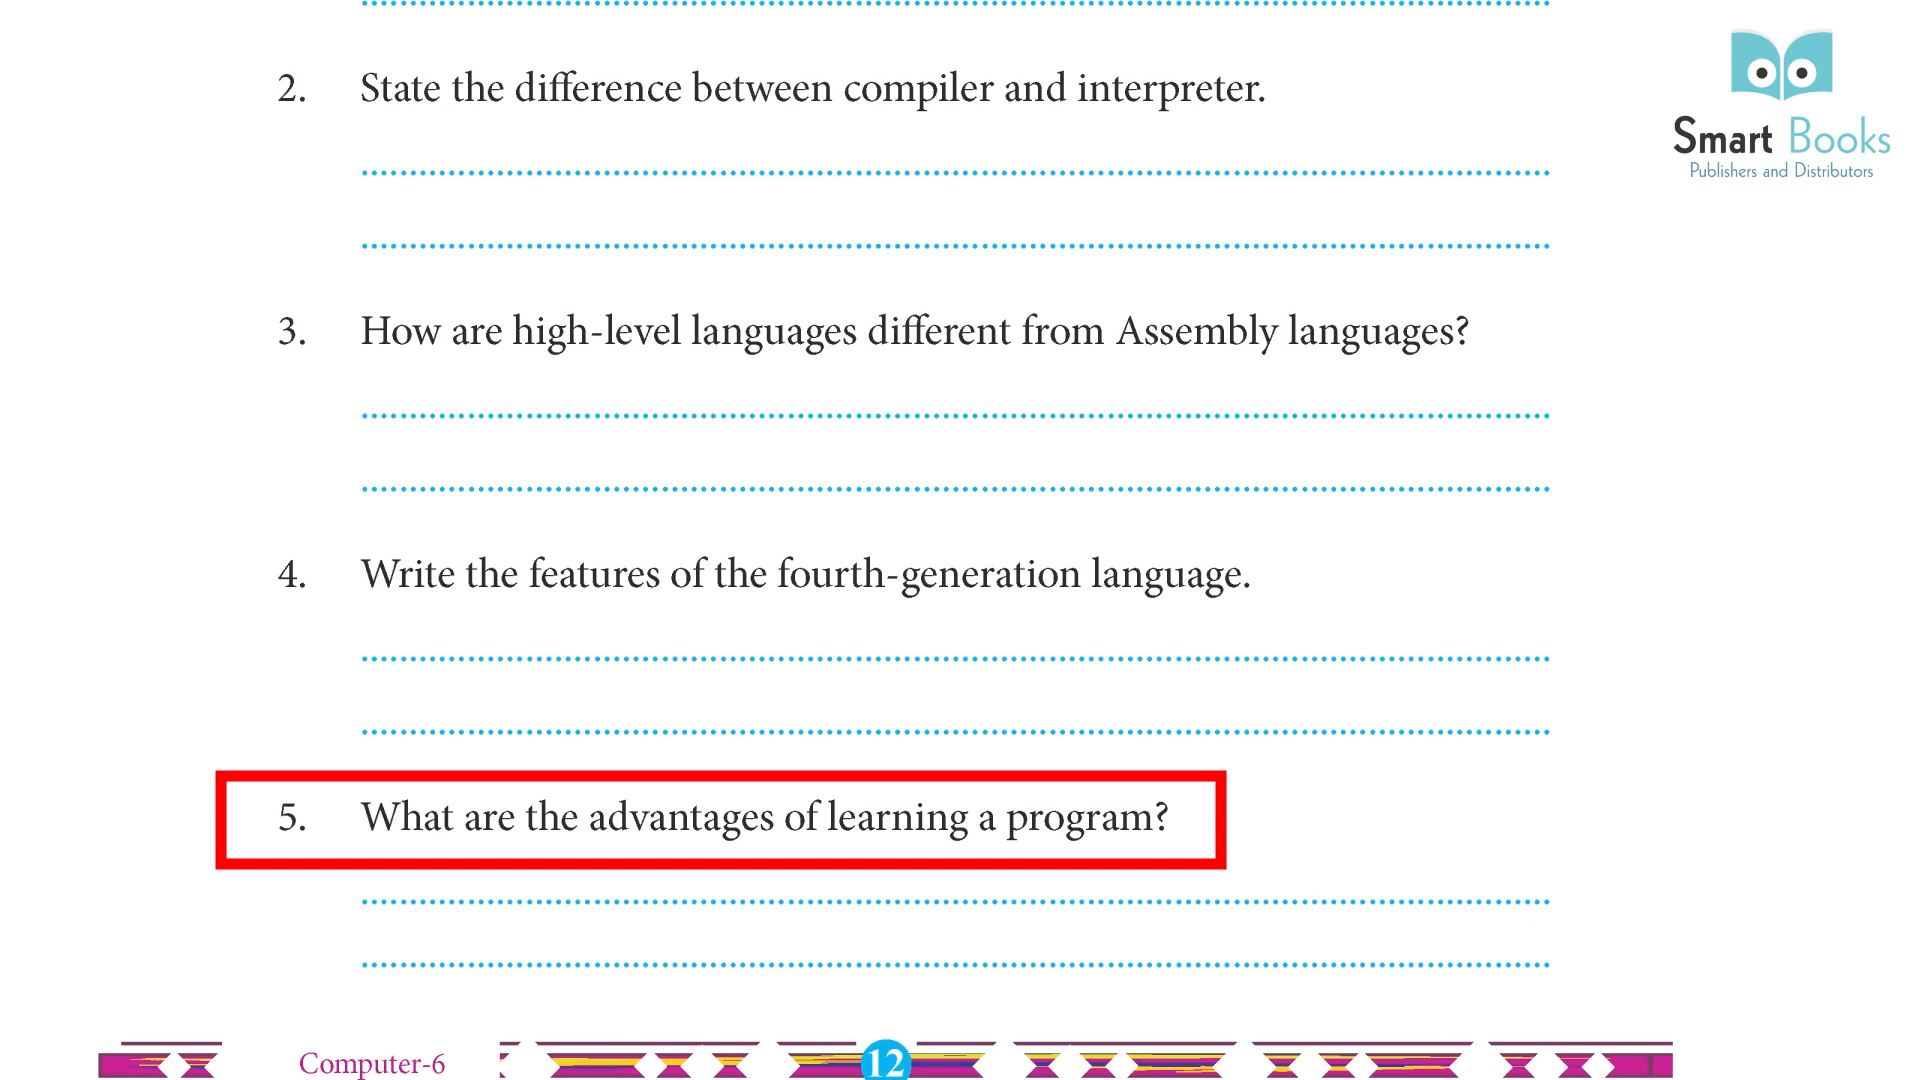 2. State the difference between compiler and interpreter.
Smart Books
Publishers and Distributors
3. How are high-level languages different from Assembly languages?
4. Write the features of the fourth-generation language.
5. What are the advantages of learning a program?
Computer-6
12